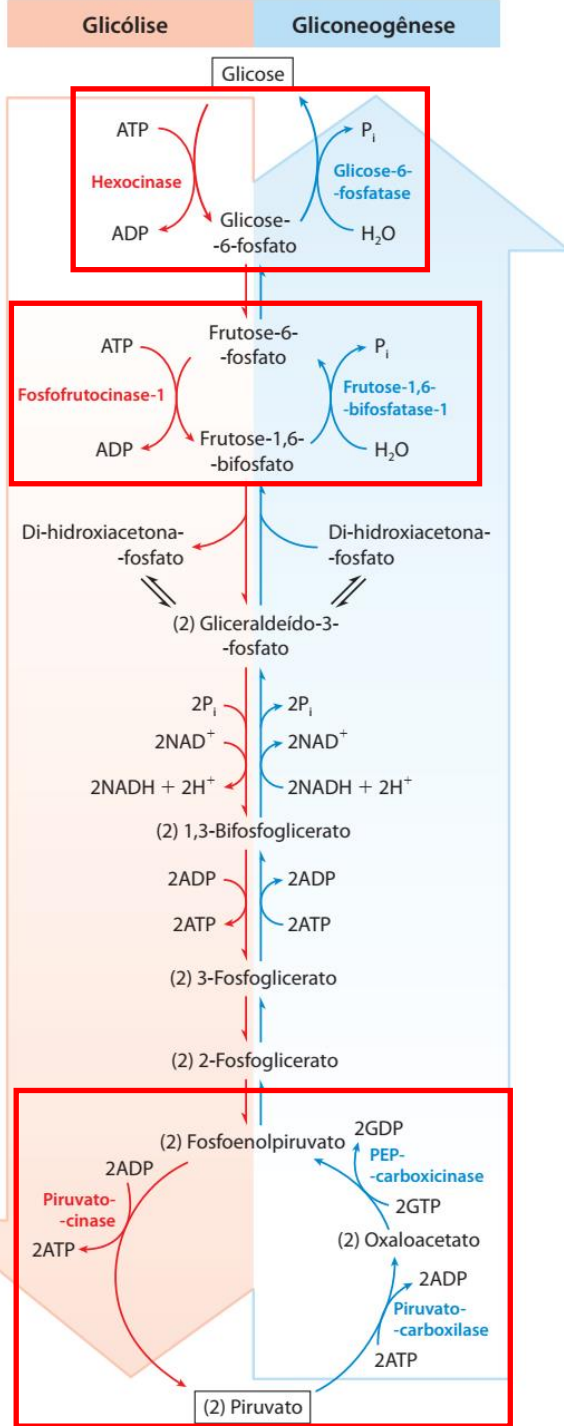 Glicólise
Gliconeogênese
Glicose
ATP
Hexocinase
ADP
Glicose-
-6-fosfato
P_i
Glicose-6-
-fosfatase
H₂O
Frutose-6-
-fosfato
ATP
Fosfofrutocinase-1
ADP
Frutose-1,6-
-bifosfato
P_i
Frutose-1,6-
-bifosfatase-1
H₂O
Di-hidroxiacetona-
-fosfato
Di-hidroxiacetona-
-fosfato
(2) Gliceraldeído-3-
-fosfato
2P_i
2P_i
2NAD⁺
2NAD⁺
2NADH + 2H⁺
2NADH + 2H⁺
(2) 1,3-Bifosfoglicerato
2ADP
2ADP
2ATP
2ATP
(2) 3-Fosfoglicerato
(2) 2-Fosfoglicerato
(2) Fosfoenolpiruvato
2GDP
2ADP
PEP-
-carboxicinase
Piruvato-
-cinase
2GTP
2ATP
(2) Oxaloacetato
2ADP
Piruvato-
-carboxilase
2ATP
(2) Piruvato